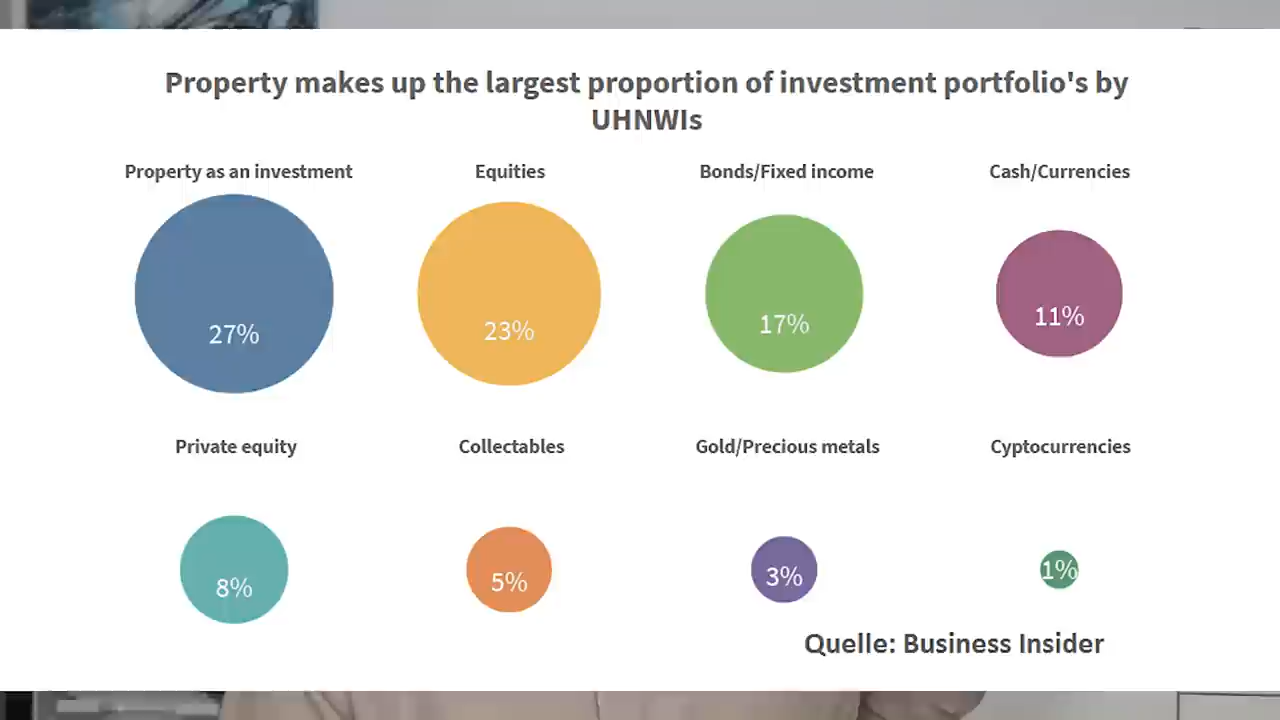 Property makes up the largest proportion of investment portfolio's by
UHNWIs
Property as an investment
Equities
Bonds/Fixed income
Cash/Currencies
27%
23%
17%
11%
Private equity
Collectables
Gold/Precious metals
Cyptocurrencies
8%
5%
3%
1%
Quelle: Business Insider